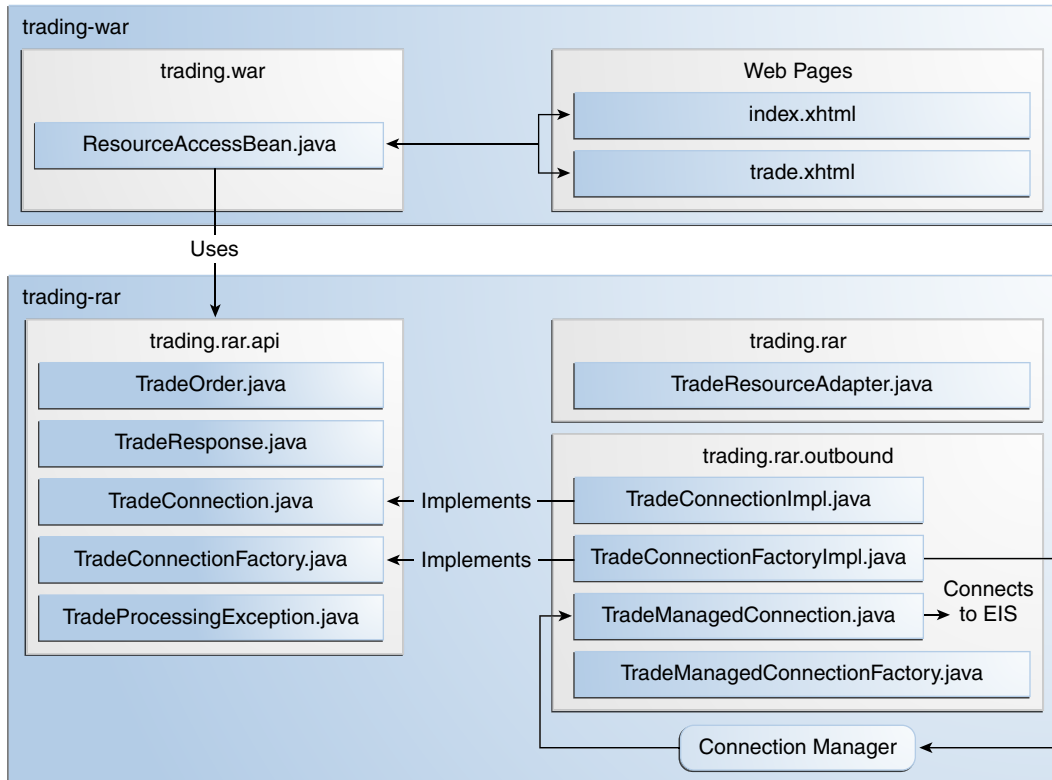 trading-war
trading.war
ResourceAccessBean.java
Web Pages
index.xhtml
trade.xhtml
Uses
trading-rar
trading.rar.api
TradeOrder.java
TradeResponse.java
TradeConnection.java
TradeConnectionFactory.java
TradeProcessingException.java
Implements
Implements
trading.rar
TradeResourceAdapter.java
trading.rar.outbound
TradeConnectionImpl.java
TradeConnectionFactoryImpl.java
TradeManagedConnection.java
Connects
to EIS
TradeManagedConnectionFactory.java
Connection Manager